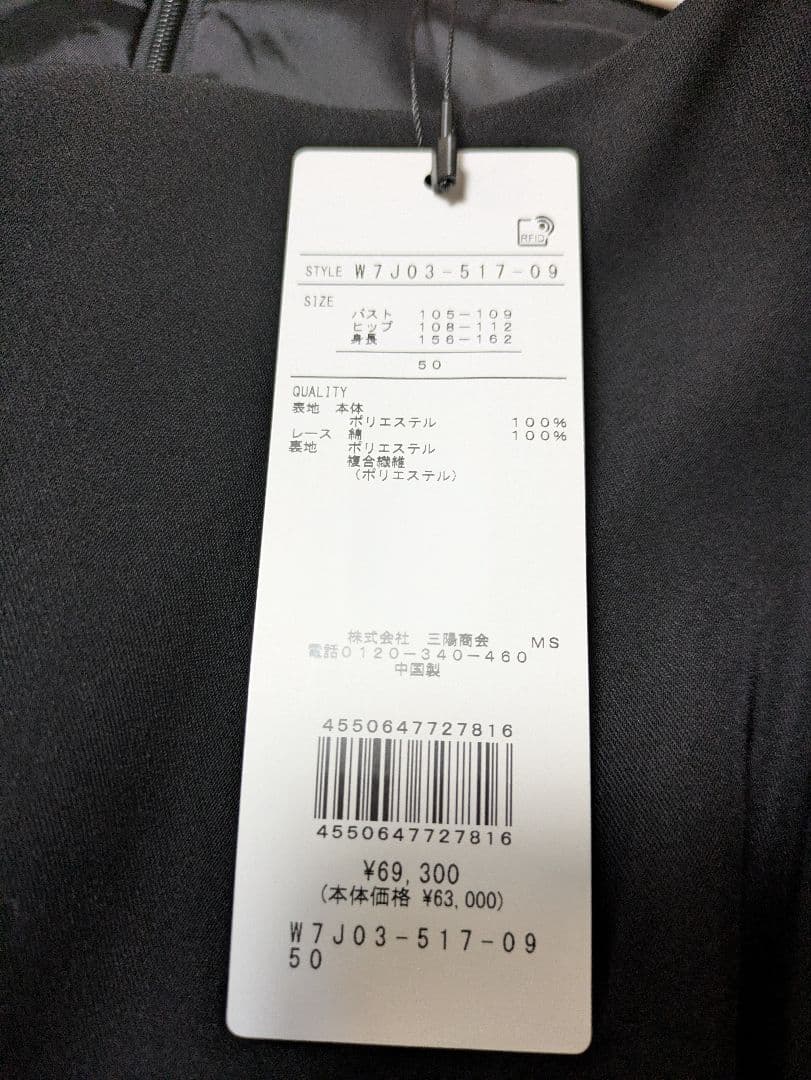 RFID
STYLE W7J03-517-09
SIZE
バスト 105-109
ヒップ 108-112
身長 156-162
50
QUALITY
表地 本体
ポリエステル 100%
レース 綿 100%
裏地 ポリエステル
複合繊維
(ポリエステル)
株式会社 三陽商会 MS
電話0120-340-460
中国製
4550647727816
4550647727816
¥69,300
(本体価格 ¥63,000)
W7J03-517-09
50